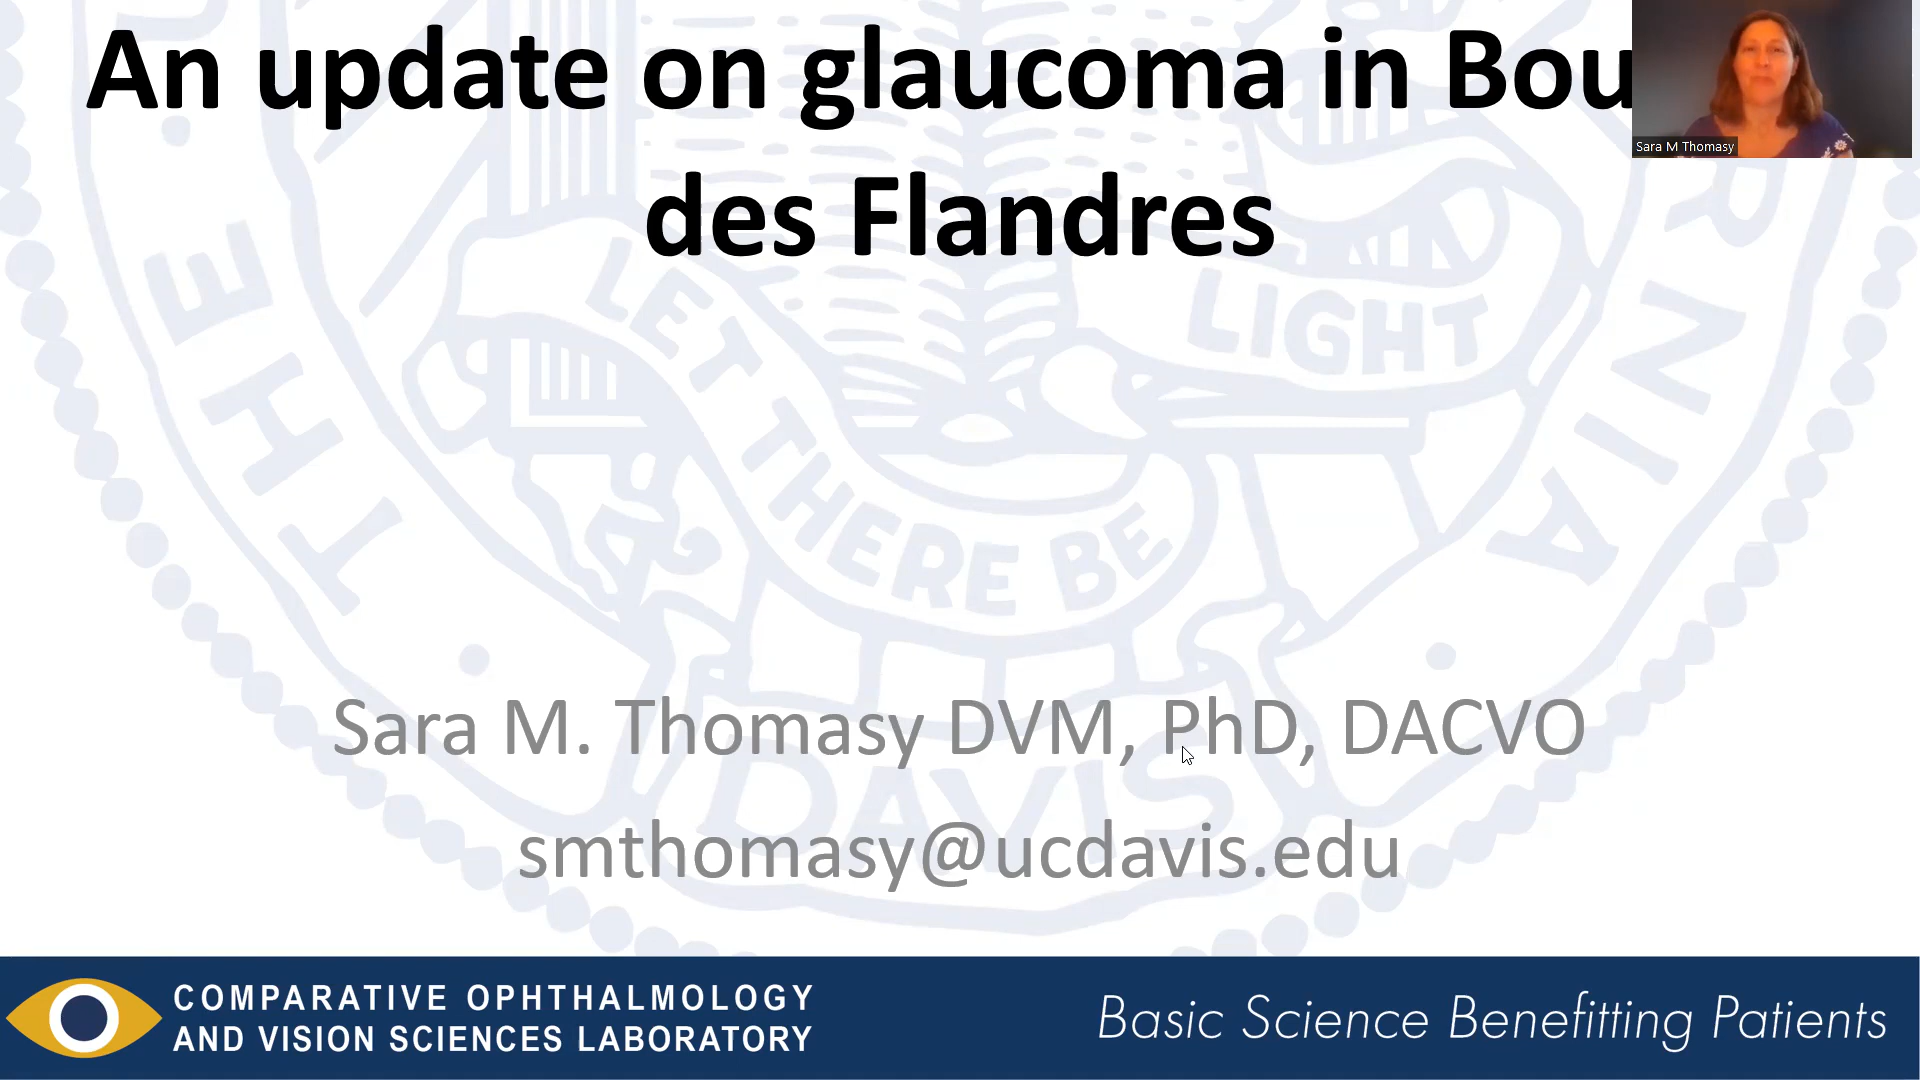 An update on glaucoma in Bou
Sara M Thomasy
des Flandres
THE
LET THERE BE
LIGHT
RNIA
DAVIS
Sara M. Thomasy DVM, PhD, DACVO
smthomasy@ucdavis.edu
COMPARATIVE OPHTHALMOLOGY
AND VISION SCIENCES LABORATORY
Basic Science Benefitting Patients